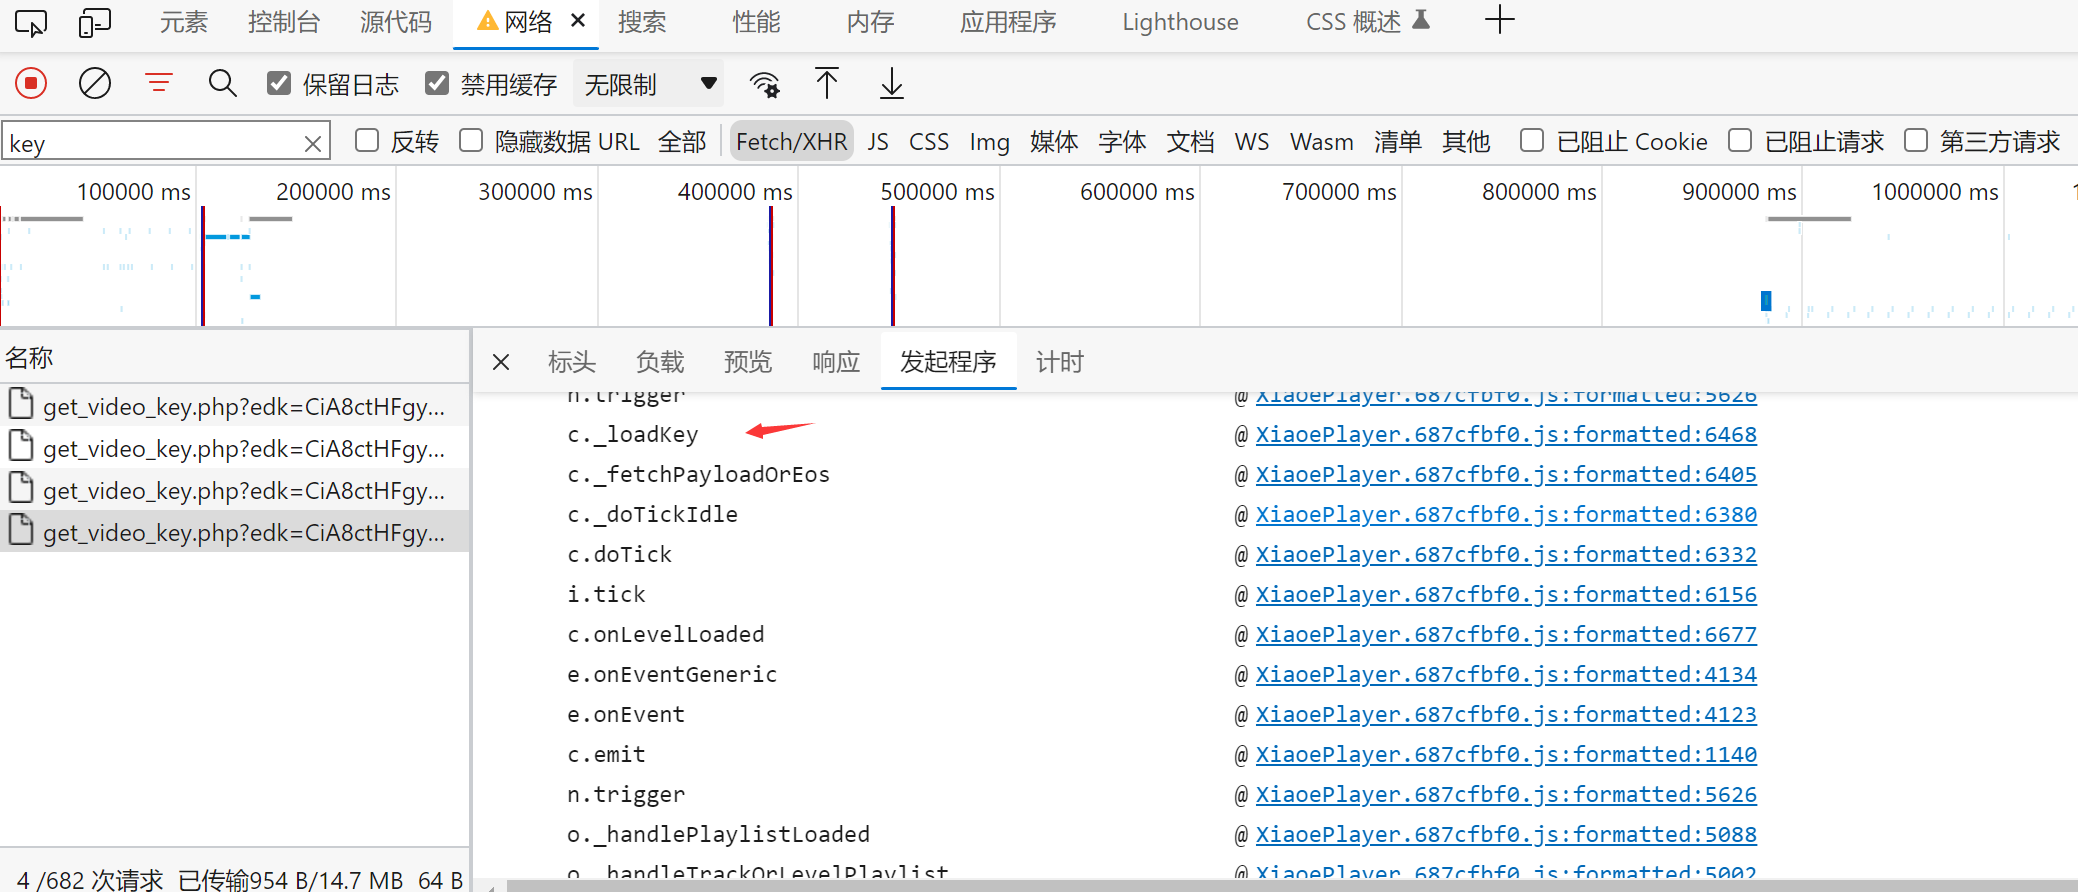 元素 控制台 源代码 网络 搜索 性能 内存 应用程序 Lighthouse CSS 概述
保留日志 禁用缓存 无限制
key 反转 隐藏数据 URL 全部 Fetch/XHR JS CSS Img 媒体 字体 文档 WS Wasm 清单 其他 已阻止 Cookie 已阻止请求 第三方请求
100000 ms 200000 ms 300000 ms 400000 ms 500000 ms 600000 ms 700000 ms 800000 ms 900000 ms 1000000 ms
名称
get_video_key.php?edk=CiA8ctHFgy...
get_video_key.php?edk=CiA8ctHFgy...
get_video_key.php?edk=CiA8ctHFgy...
get_video_key.php?edk=CiA8ctHFgy...
4 /682 次请求 已传输954 B/14.7 MB 64 B
标头 负载 预览 响应 发起程序 计时
n.trigger @ XiaoePlayer.687cfbf0.js:formatted:5626
c._loadKey @ XiaoePlayer.687cfbf0.js:formatted:6468
c._fetchPayloadOrEos @ XiaoePlayer.687cfbf0.js:formatted:6405
c._doTickIdle @ XiaoePlayer.687cfbf0.js:formatted:6380
c.doTick @ XiaoePlayer.687cfbf0.js:formatted:6332
i.tick @ XiaoePlayer.687cfbf0.js:formatted:6156
c.onLevelLoaded @ XiaoePlayer.687cfbf0.js:formatted:6677
e.onEventGeneric @ XiaoePlayer.687cfbf0.js:formatted:4134
e.onEvent @ XiaoePlayer.687cfbf0.js:formatted:4123
c.emit @ XiaoePlayer.687cfbf0.js:formatted:1140
n.trigger @ XiaoePlayer.687cfbf0.js:formatted:5626
o._handlePlaylistLoaded @ XiaoePlayer.687cfbf0.js:formatted:5088
o._handleTrackOrLevelPlaylist @ XiaoePlayer.687cfbf0.js:formatted:5002